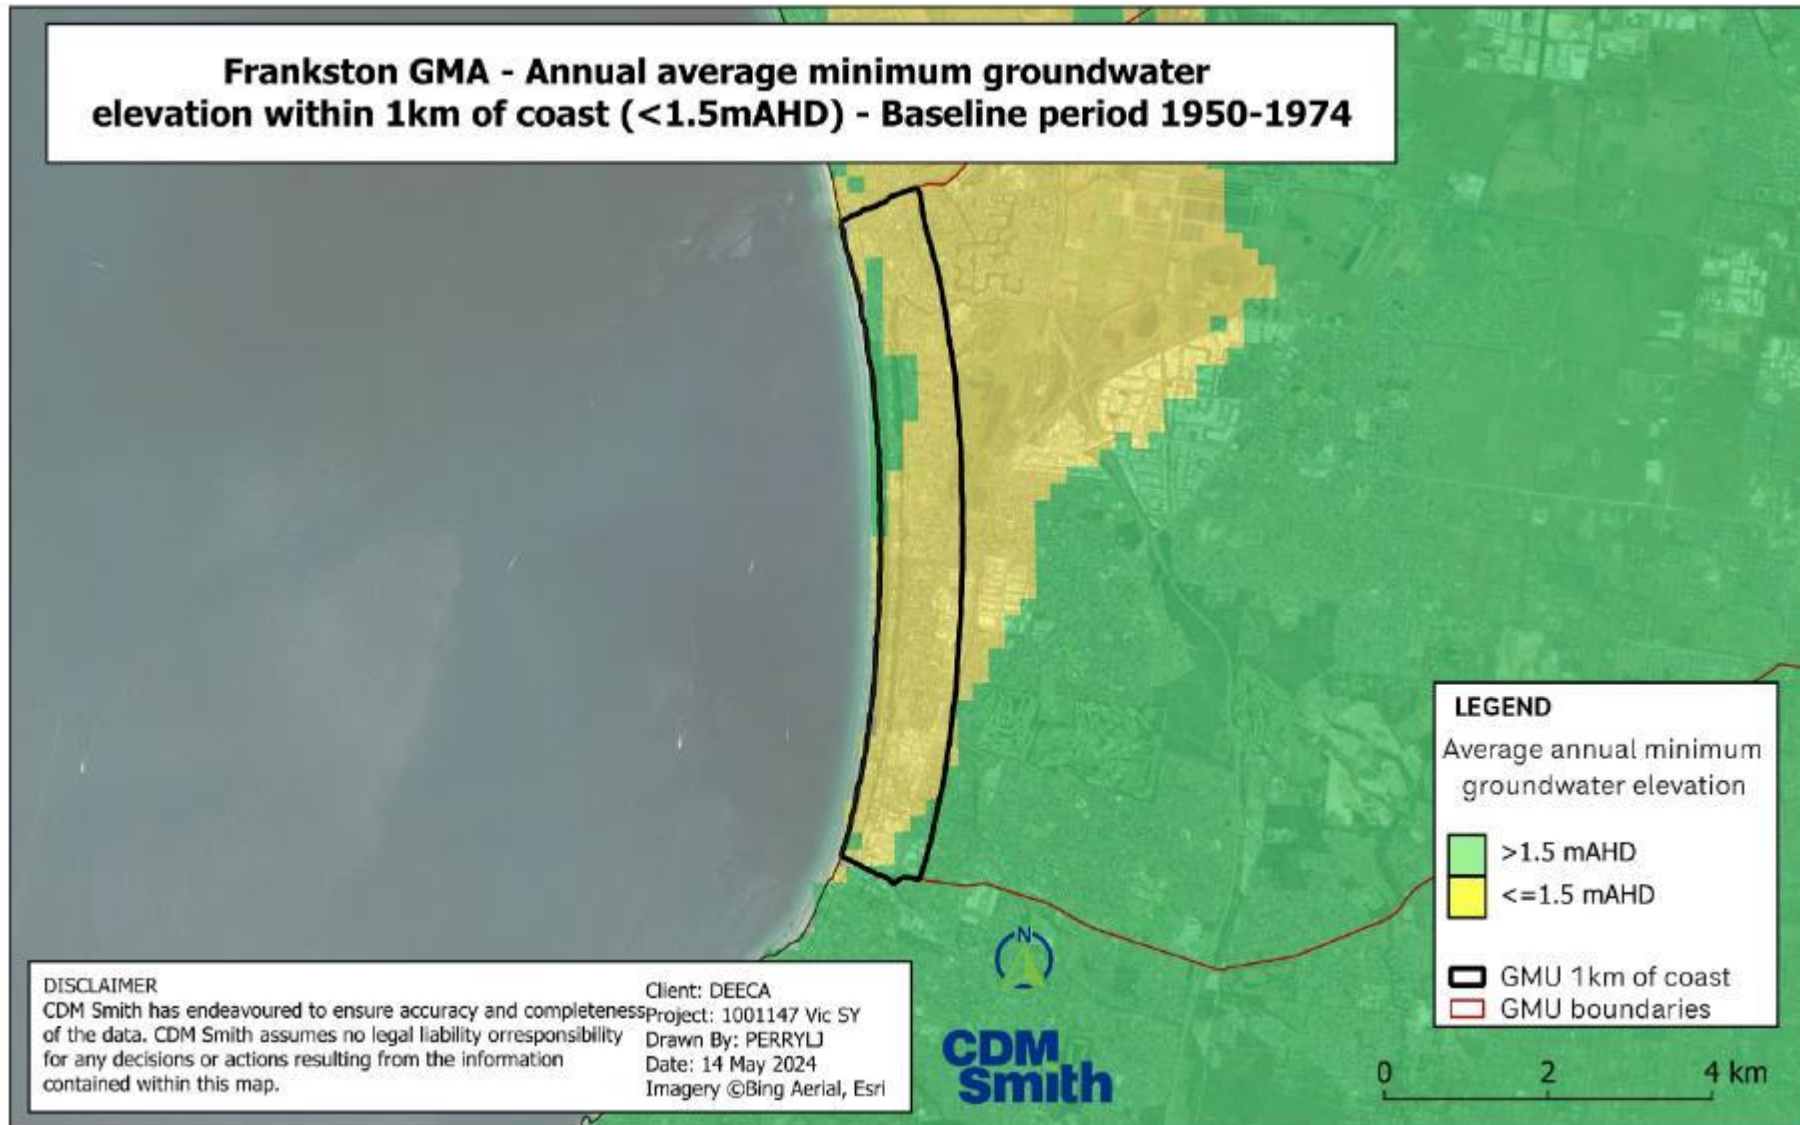 Frankston GMA - Annual average minimum groundwater
elevation within 1km of coast (<1.5mAHD) - Baseline period 1950-1974
LEGEND
Average annual minimum
groundwater elevation
>1.5 mAHD
<=1.5 mAHD
GMU 1km of coast
GMU boundaries
DISCLAIMER
CDM Smith has endeavoured to ensure accuracy and completeness
of the data. CDM Smith assumes no legal liability orresponsibility
for any decisions or actions resulting from the information
contained within this map.
Client: DEECA
Project: 1001147 Vic SY
Drawn By: PERRYLJ
Date: 14 May 2024
Imagery ©Bing Aerial, Esri
N
CDM
Smith
0 2 4 km